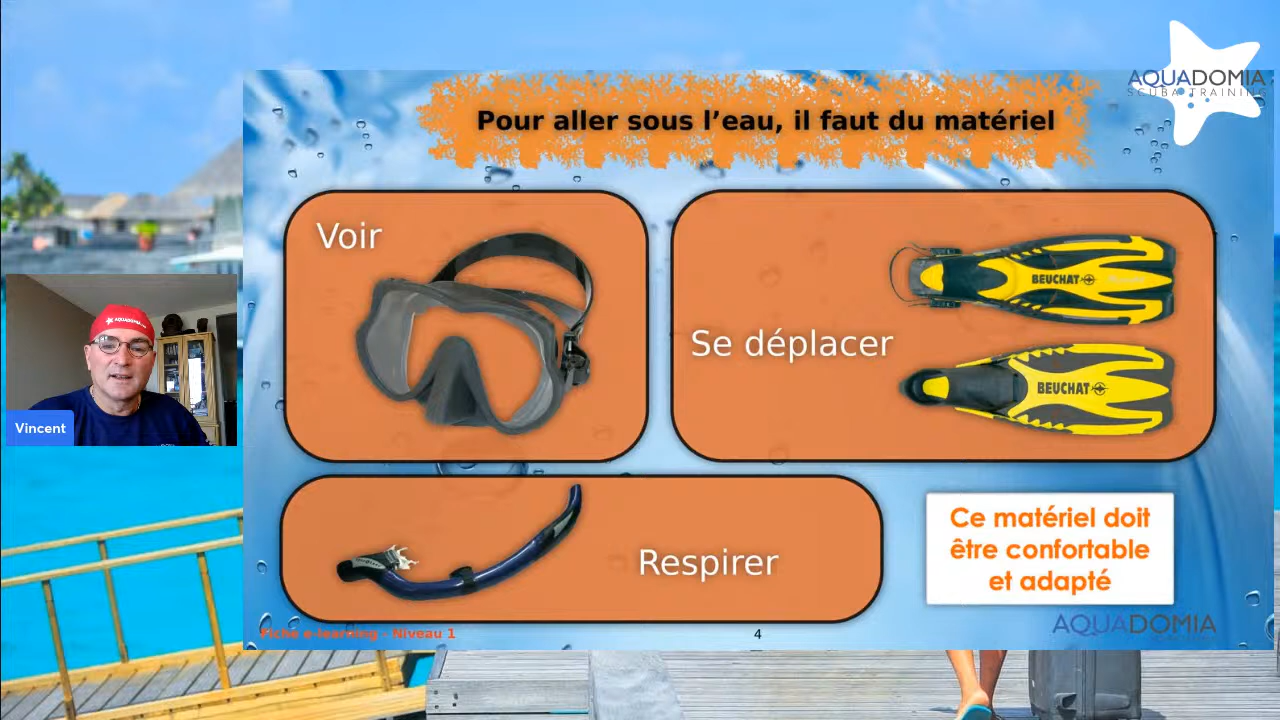 AQUADOMIA
SCUBA TRAINING
Pour aller sous l’eau, il faut du matériel
Voir
BEUCHAT
Se déplacer
BEUCHAT
AQUADOMIA
Vincent
Respirer
Ce matériel doit
être confortable
et adapté
AQUADOMIA
Fiche e-learning - Niveau 1
4